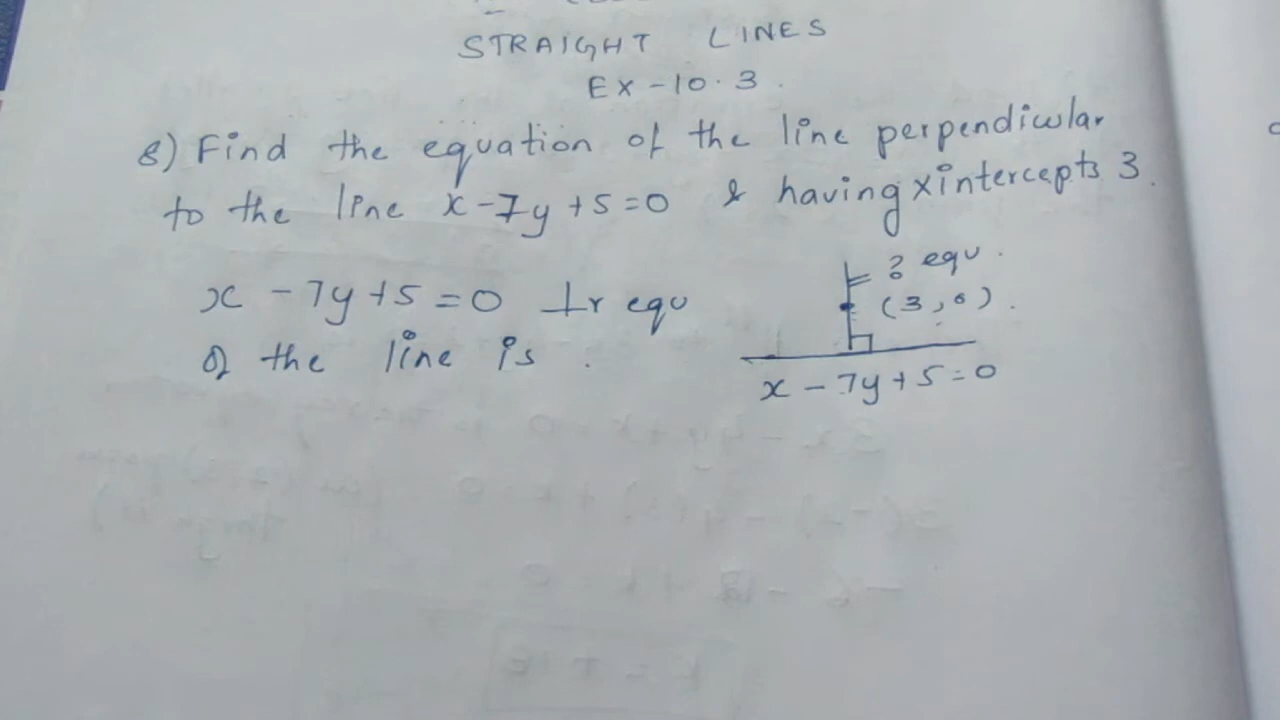 STRAIGHT LINES
EX-10.3.
8) Find the equation of the line perpendicular
to the line x-7y+5=0 & having x intercepts 3.
x-7y+5=0 ⊥r equ
of the line is .
? equ.
(3,0).
x-7y+5=0